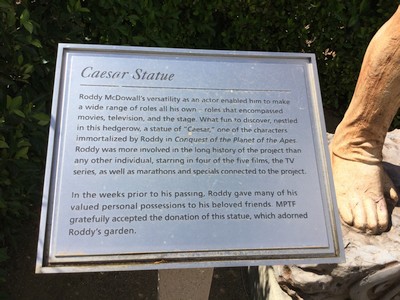 Caesar Statue
Roddy McDowall's versatility as an actor enabled him to make
a wide range of roles all his own – roles that encompassed
movies, television, and the stage. What fun to discover, nestled
in this hedgerow, a statue of "Caesar," one of the characters
immortalized by Roddy in Conquest of the Planet of the Apes.
Roddy was more involved in the long history of the project than
any other individual, starring in four of the five films, the TV
series, as well as marathons and specials connected to the project.
In the weeks prior to his passing, Roddy gave many of his
valued personal possessions to his beloved friends. MPTF
gratefully accepted the donation of this statue, which adorned
Roddy's garden.